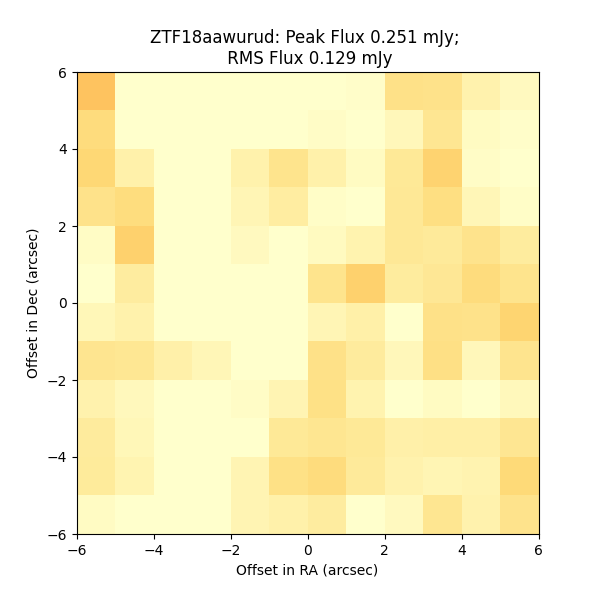 ZTF18aawurud: Peak Flux 0.251 mJy;
RMS Flux 0.129 mJy
6
4
2
0
−2
−4
−6
Offset in Dec (arcsec)
−6 −4 −2 0 2 4 6
Offset in RA (arcsec)